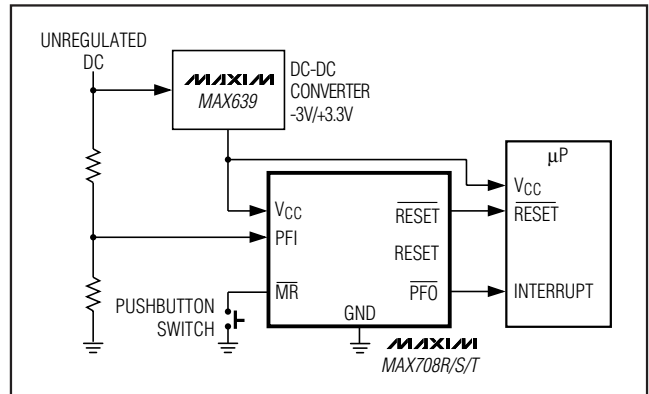 UNREGULATED
DC
MAXIM
MAX639
DC-DC
CONVERTER
-3V/+3.3V
µP
VCC
RESET
INTERRUPT
VCC
PFI
MR
GND
RESET
RESET
PFO
PUSHBUTTON
SWITCH
MAXIM
MAX708R/S/T